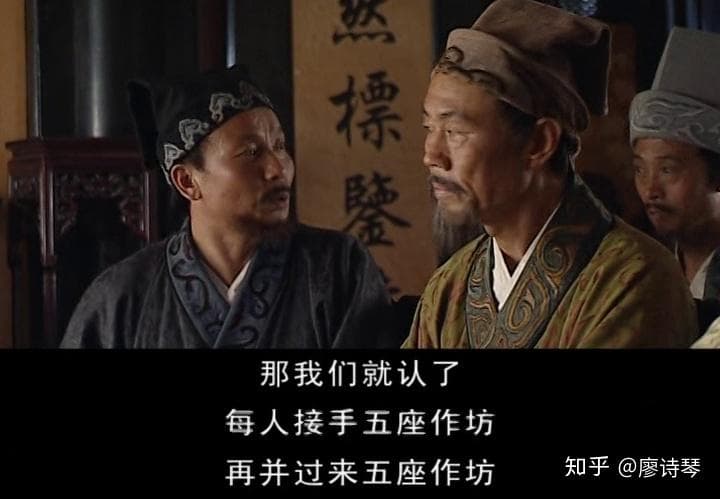 然標鑒
那我们就认了
每人接手五座作坊
再并过来五座作坊
知乎 @廖诗琴